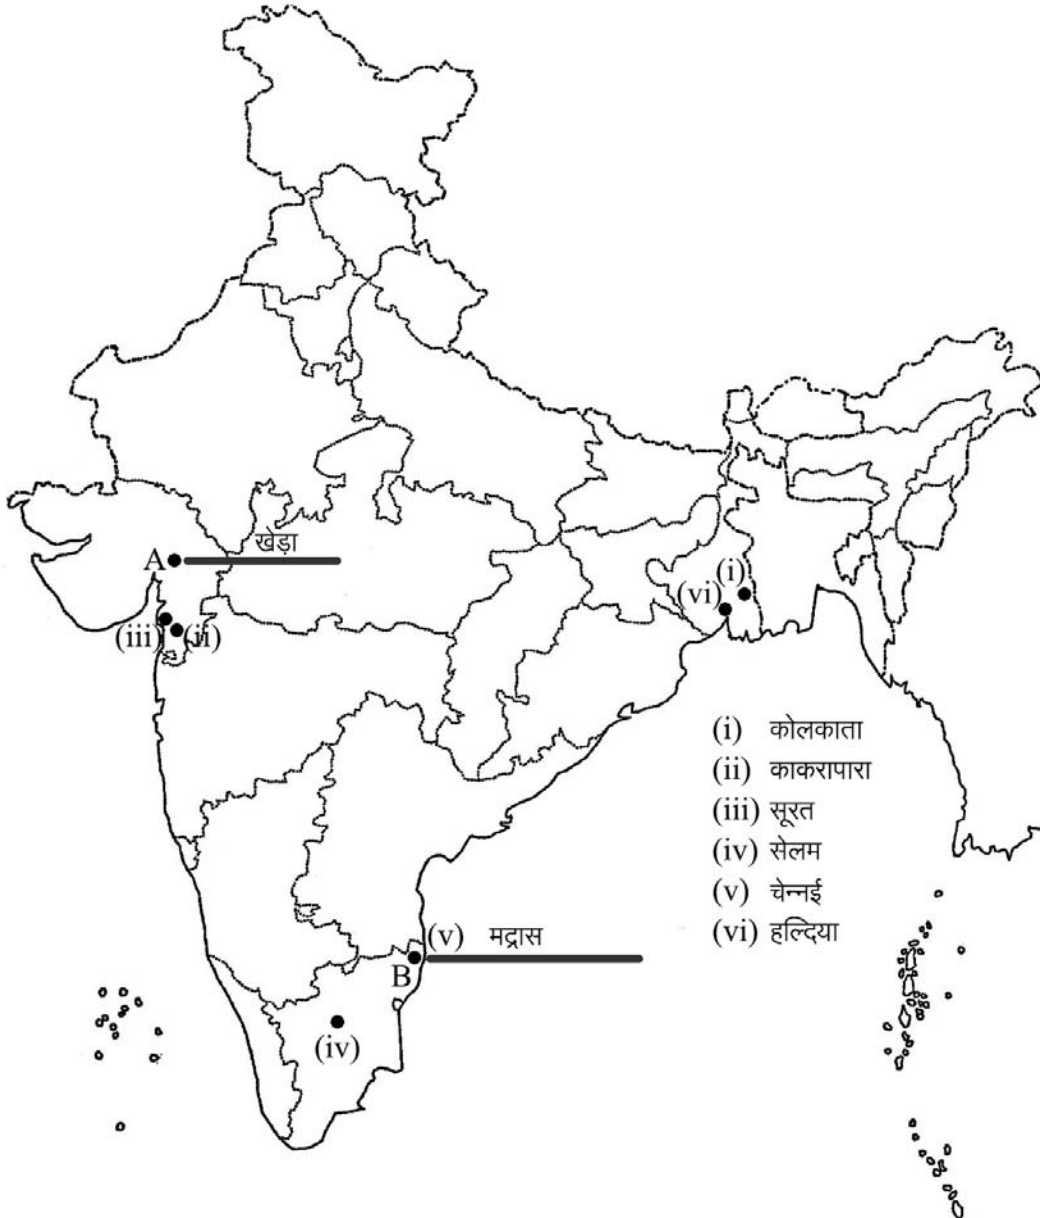 खेड़ा
A
(i)
(vi)
(iii)
(ii)
(i) कोलकाता
(ii) काकरापारा
(iii) सूरत
(iv) सेलम
(v) चेन्नई
(vi) हल्दिया
(v) मद्रास
B
(iv)